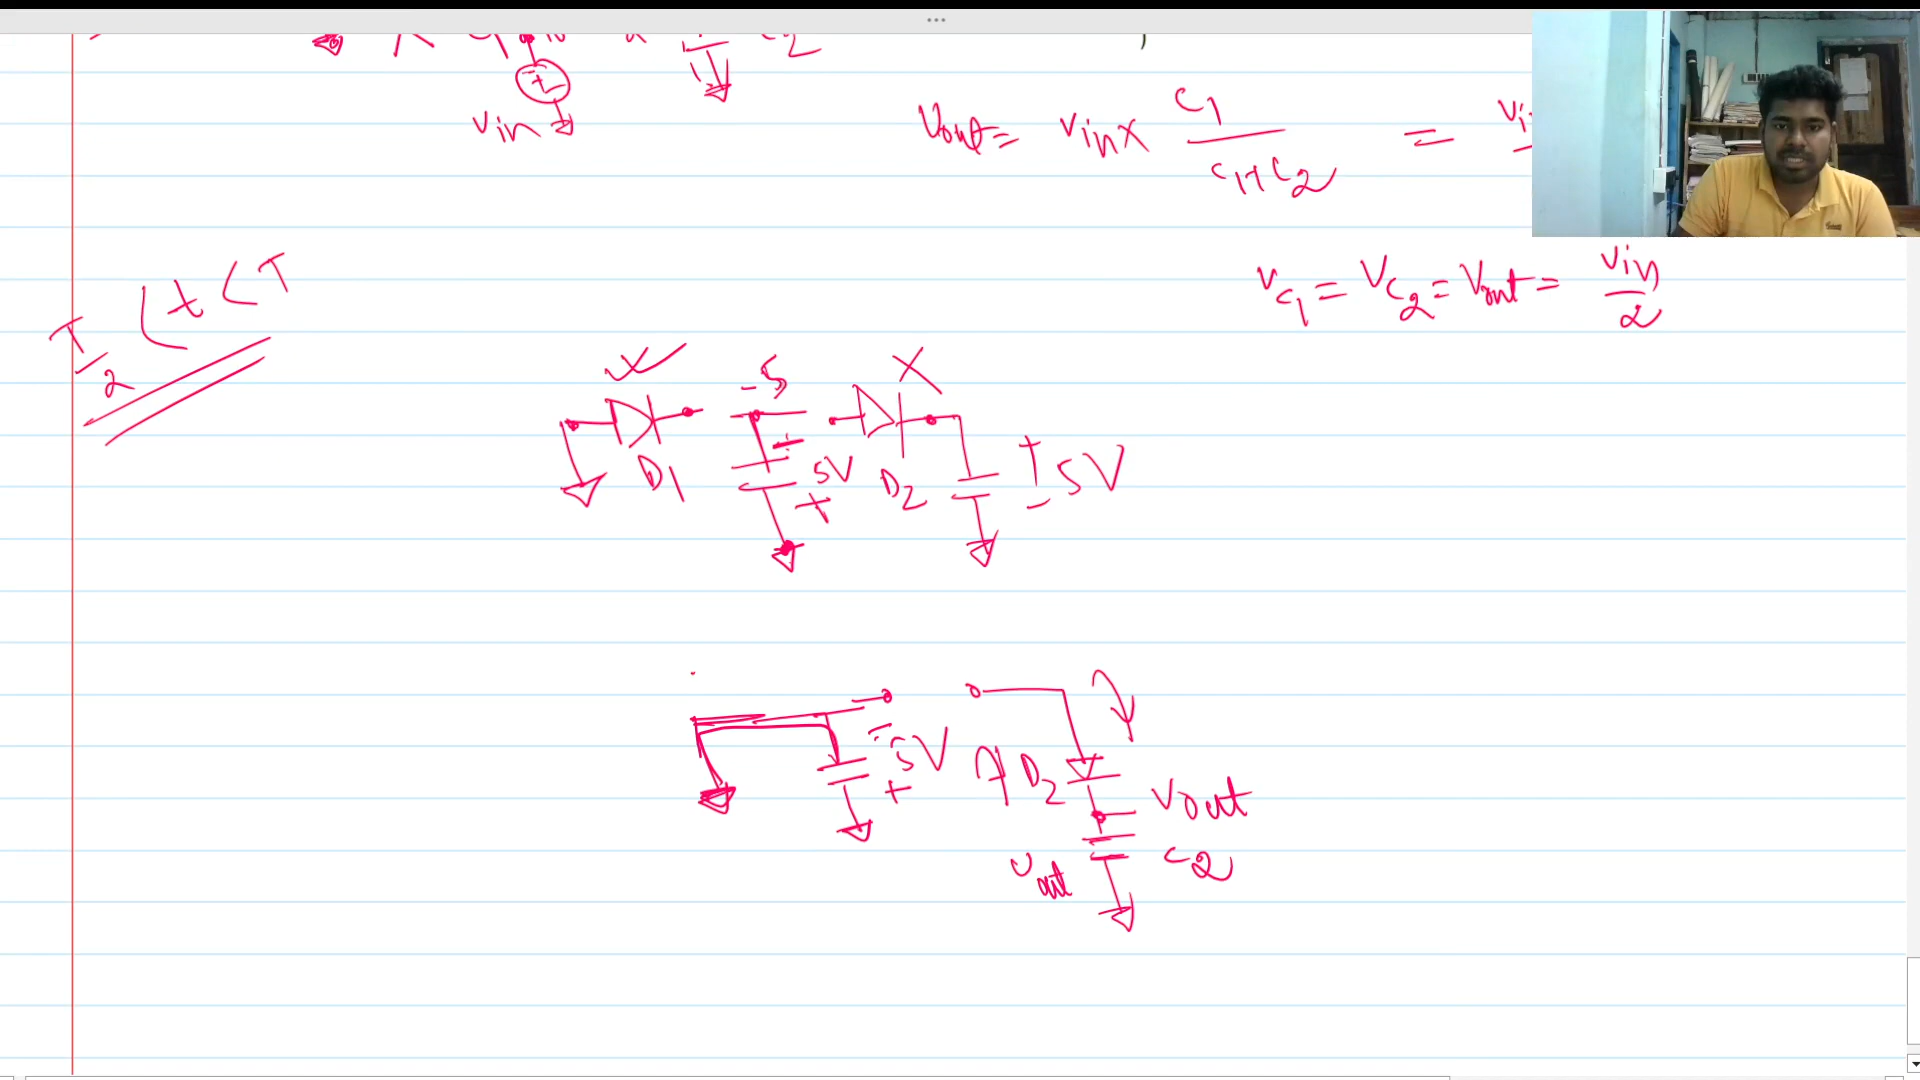 Vin
Vout = Vin x C1 / C1+C2 = Vi
T/2 < t < T
VC1 = VC2 = Vout = Vin/2
-5
D1
5V
+
D2
+
-
5V
-
5V
+
D2
Vout
Vout
C2